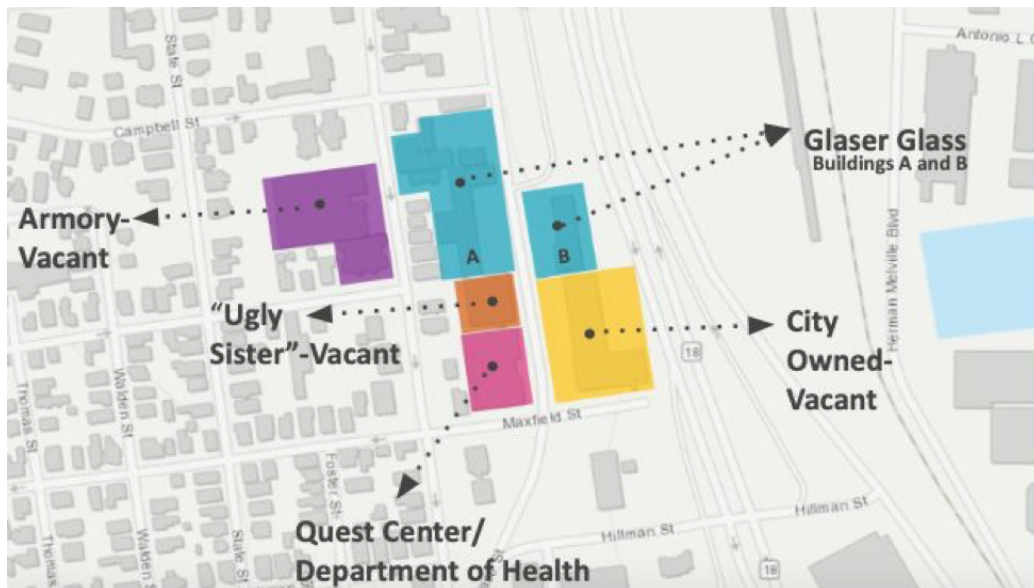 Antonio L C
State St
Campbell St
Glaser Glass
Buildings A and B
Armory-
Vacant
A
B
Herman Melville Blvd
"Ugly
Sister"-Vacant
City
Owned-
Vacant
18
Walden St
Thomas St
Maxfield St
Foster St
Quest Center/
Department of Health
Hillman St
Hillman St
Thomas St
Walden St
State St
18